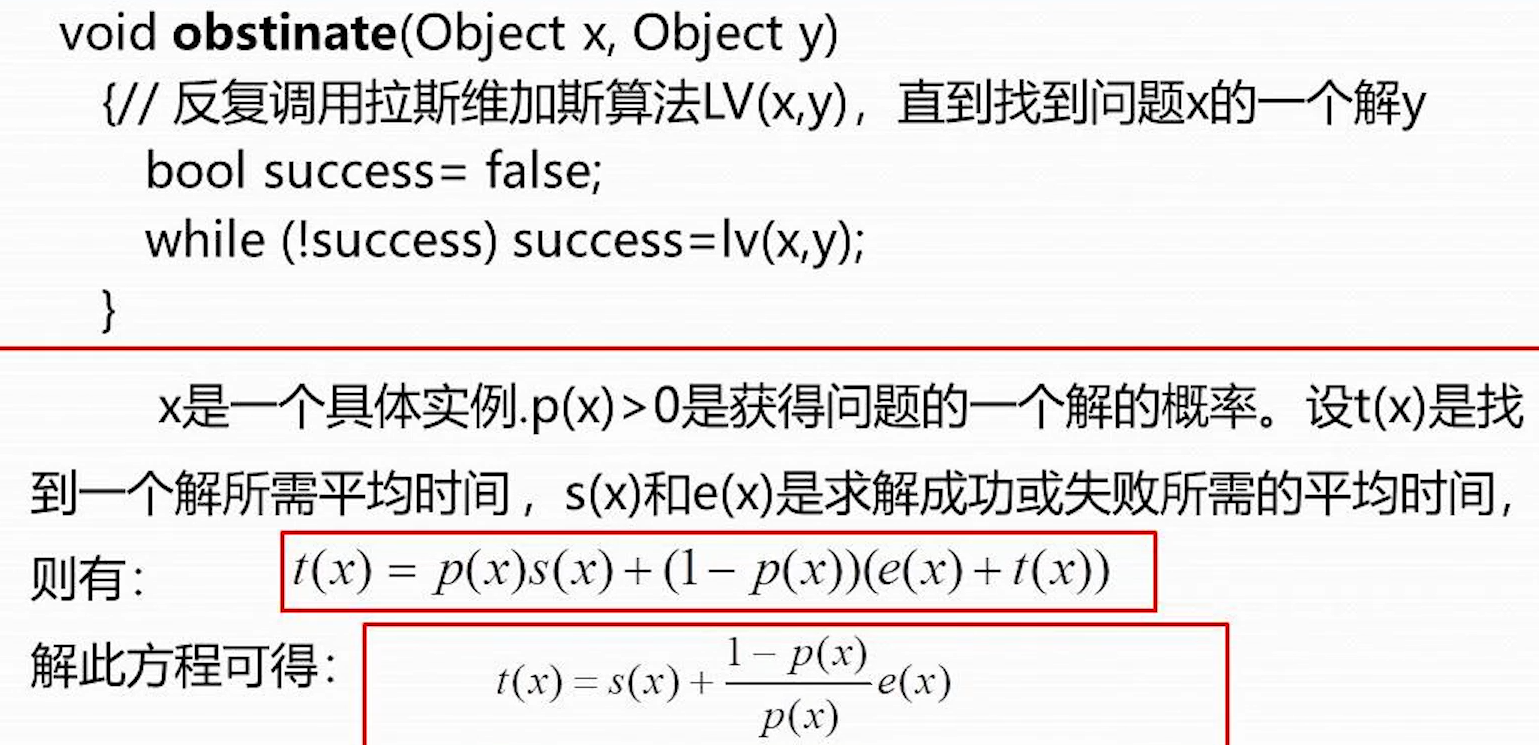 void obstinate(Object x, Object y)
{// 反复调用拉斯维加斯算法LV(x,y)，直到找到问题x的一个解y
bool success= false;
while (!success) success=lv(x,y);
}
x是一个具体实例.p(x)>0是获得问题的一个解的概率。设t(x)是找
到一个解所需平均时间，s(x)和e(x)是求解成功或失败所需的平均时间，
则有： t(x) = p(x)s(x)+(1− p(x))(e(x)+t(x))
解此方程可得： t(x) = s(x)+\frac{1− p(x)}{p(x)}e(x)